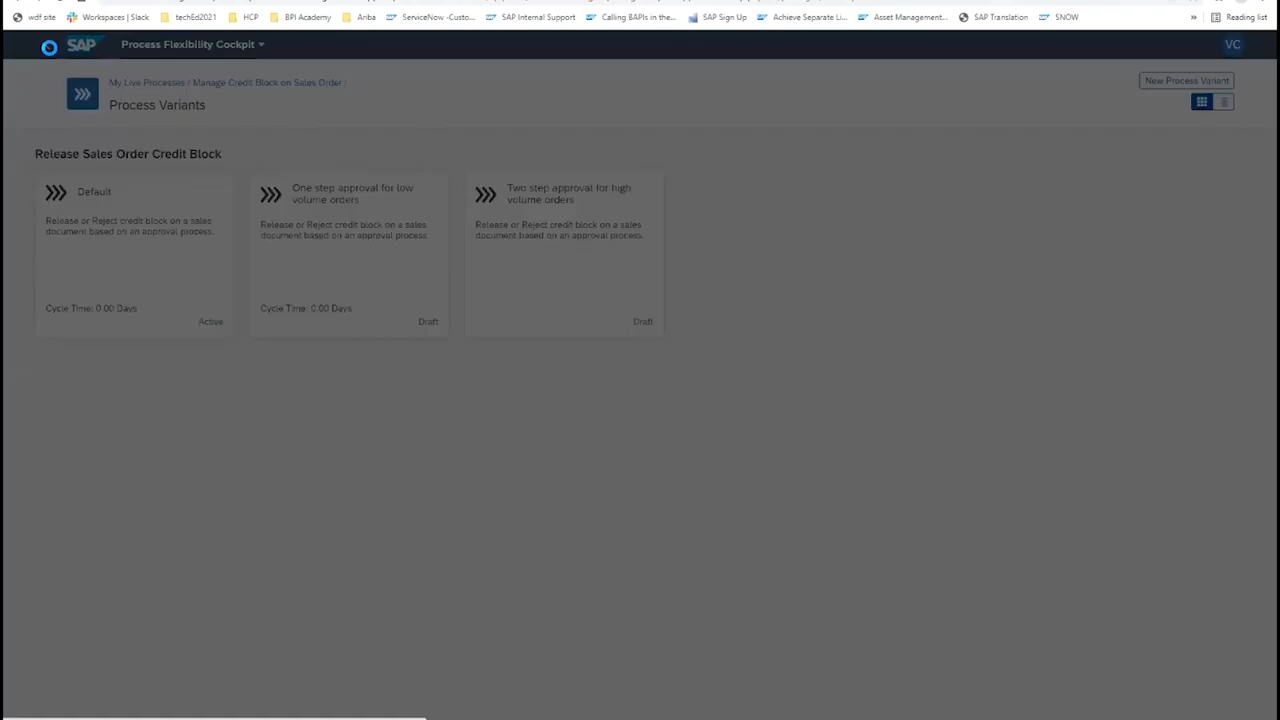 wdf site
Workspaces | Slack
techEd2021
HCP
BPI Academy
Ariba
ServiceNow -Custo...
SAP Internal Support
Calling BAPIs in the...
SAP Sign Up
Achieve Separate Li...
Asset Management...
SAP Translation
SNOW
»
Reading list
SAP
Process Flexibility Cockpit
VC
My Live Processes / Manage Credit Block on Sales Order /
New Process Variant
Process Variants
Release Sales Order Credit Block
Default
Release or Reject credit block on a sales
document based on an approval process.
Cycle Time: 0.00 Days
Active
One step approval for low
volume orders
Release or Reject credit block on a sales
document based on an approval process.
Cycle Time: 0.00 Days
Draft
Two step approval for high
volume orders
Release or Reject credit block on a sales
document based on an approval process.
Draft